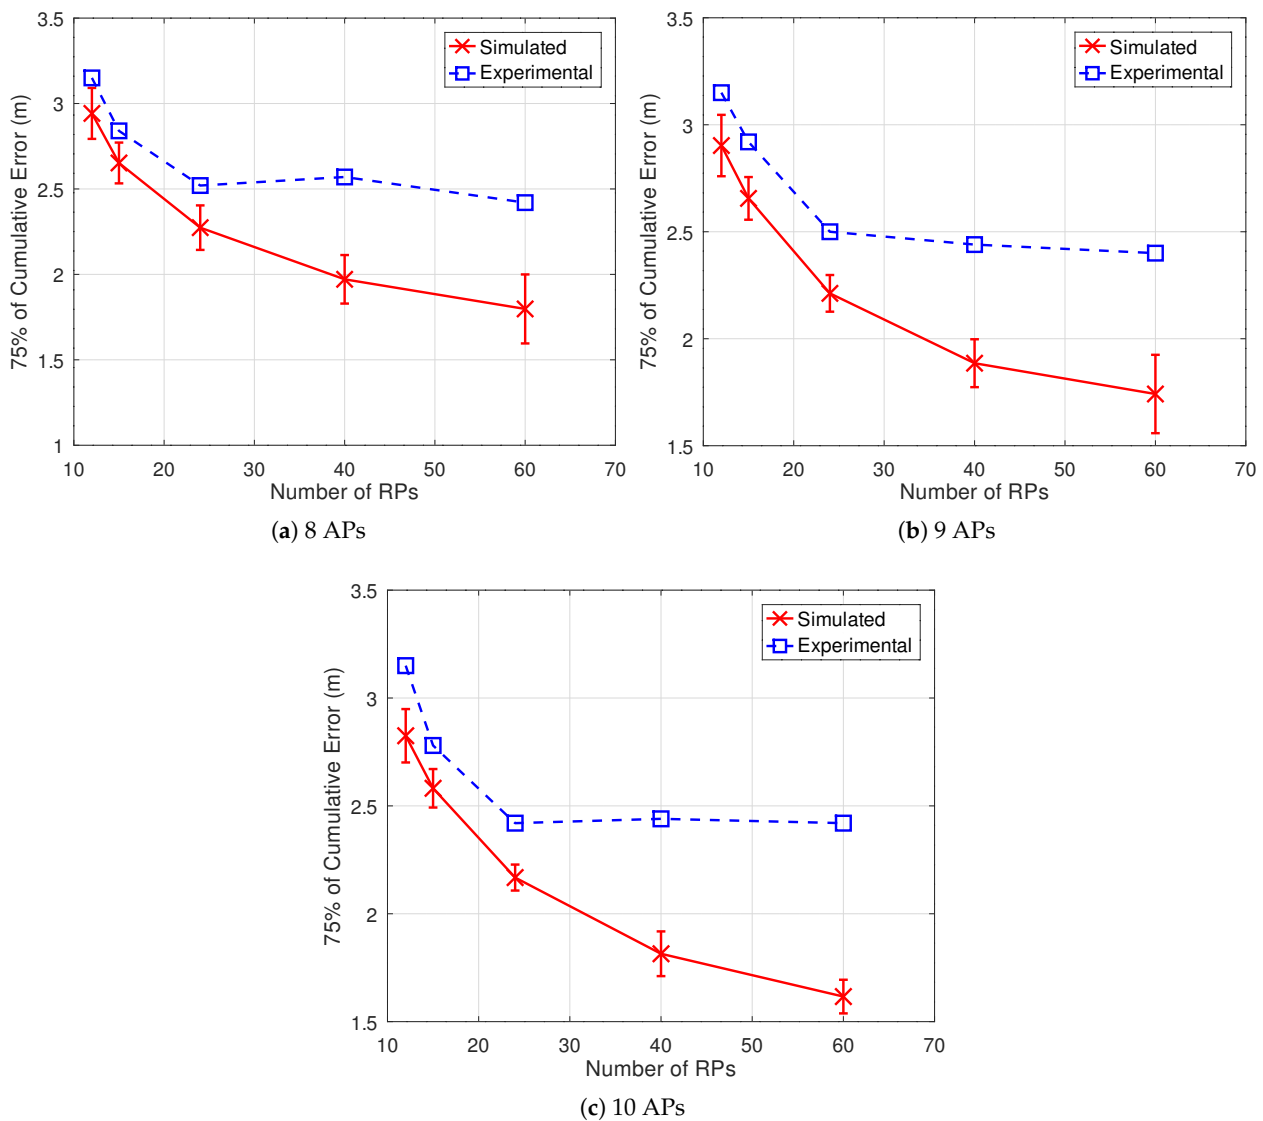 3.5
3
2.5
2
1.5
1
75% of Cumulative Error (m)
Simulated
Experimental
10 20 30 40 50 60 70
Number of RPs
(a) 8 APs
3.5
3
2.5
2
1.5
75% of Cumulative Error (m)
Simulated
Experimental
10 20 30 40 50 60 70
Number of RPs
(b) 9 APs
3.5
3
2.5
2
1.5
75% of Cumulative Error (m)
Simulated
Experimental
10 20 30 40 50 60 70
Number of RPs
(c) 10 APs